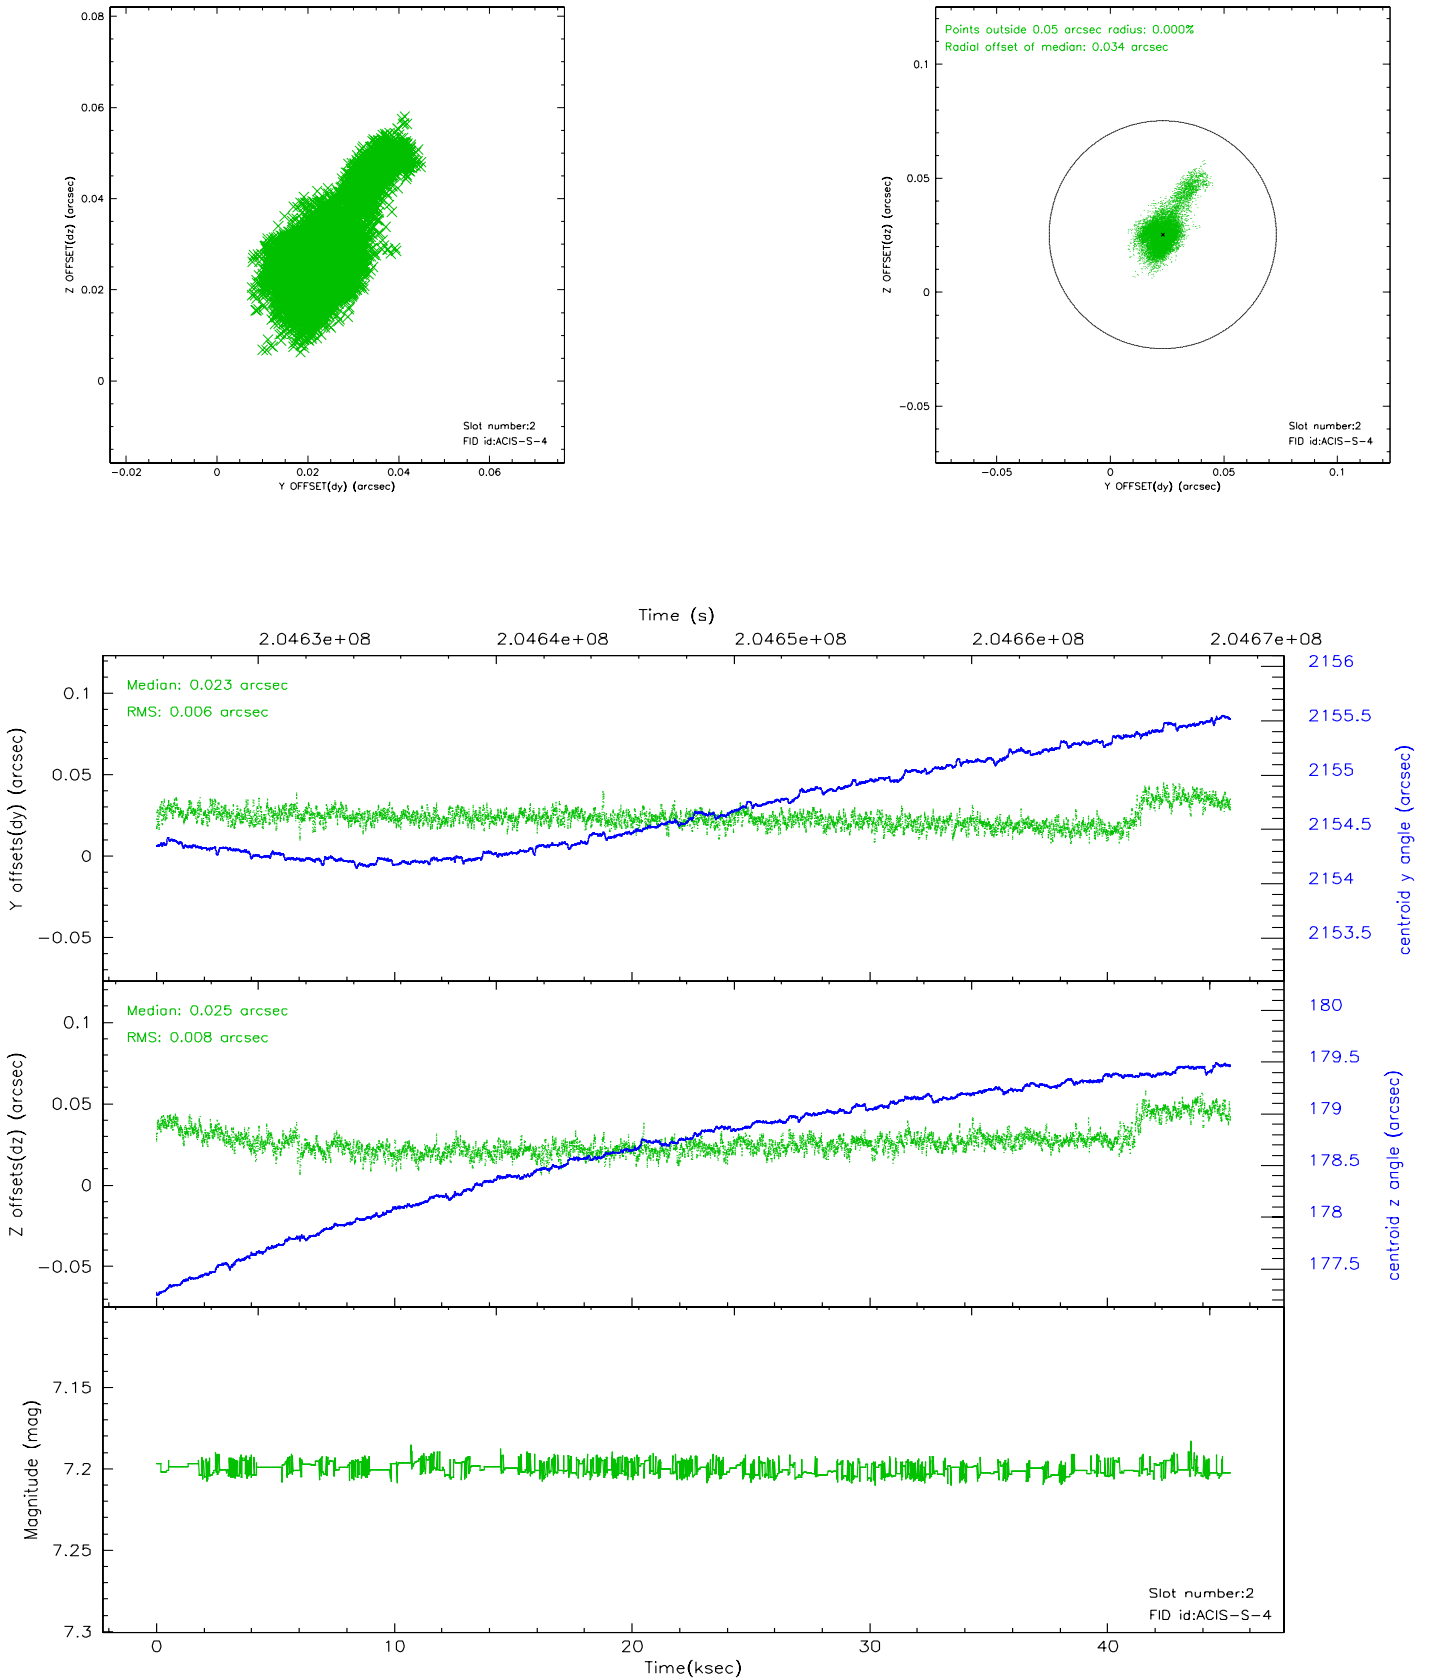 0.08
0.06
0.04
0.02
0
Z OFFSET(dz) (arcsec)
Slot number:2
FID id:ACIS-S-4
-0.02 0 0.02 0.04 0.06
Y OFFSET(dy) (arcsec)
Points outside 0.05 arcsec radius: 0.000%
Radial offset of median: 0.034 arcsec
0.1
0.05
0
-0.05
Z OFFSET(dz) (arcsec)
Slot number:2
FID id:ACIS-S-4
-0.05 0 0.05 0.1
Y OFFSET(dy) (arcsec)
Time (s)
2.0463e+08 2.0464e+08 2.0465e+08 2.0466e+08 2.0467e+08
Median: 0.023 arcsec
RMS: 0.006 arcsec
0.1
0.05
0
-0.05
Y offsets(dy) (arcsec)
2156
2155.5
2155
2154.5
2154
2153.5
centroid y angle (arcsec)
Median: 0.025 arcsec
RMS: 0.008 arcsec
0.1
0.05
0
-0.05
Z offsets(dz) (arcsec)
180
179.5
179
178.5
178
177.5
centroid z angle (arcsec)
7.15
7.2
7.25
7.3
Magnitude (mag)
Slot number:2
FID id:ACIS-S-4
0 10 20 30 40
Time(ksec)